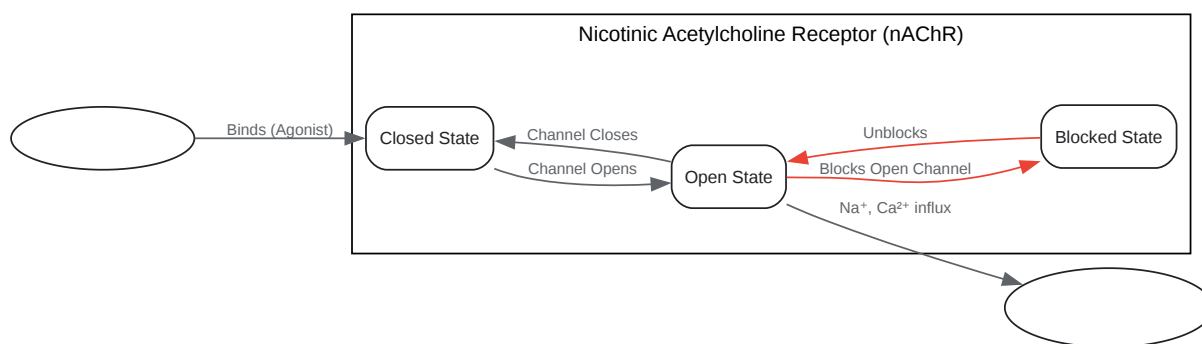 Nicotinic Acetylcholine Receptor (nAChR)
Binds (Agonist)
Closed State
Channel Closes
Channel Opens
Open State
Unblocks
Blocks Open Channel
Blocked State
Na⁺, Ca²⁺ influx